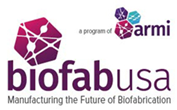 a program of armi
biofabusa
Manufacturing the Future of Biofabrication